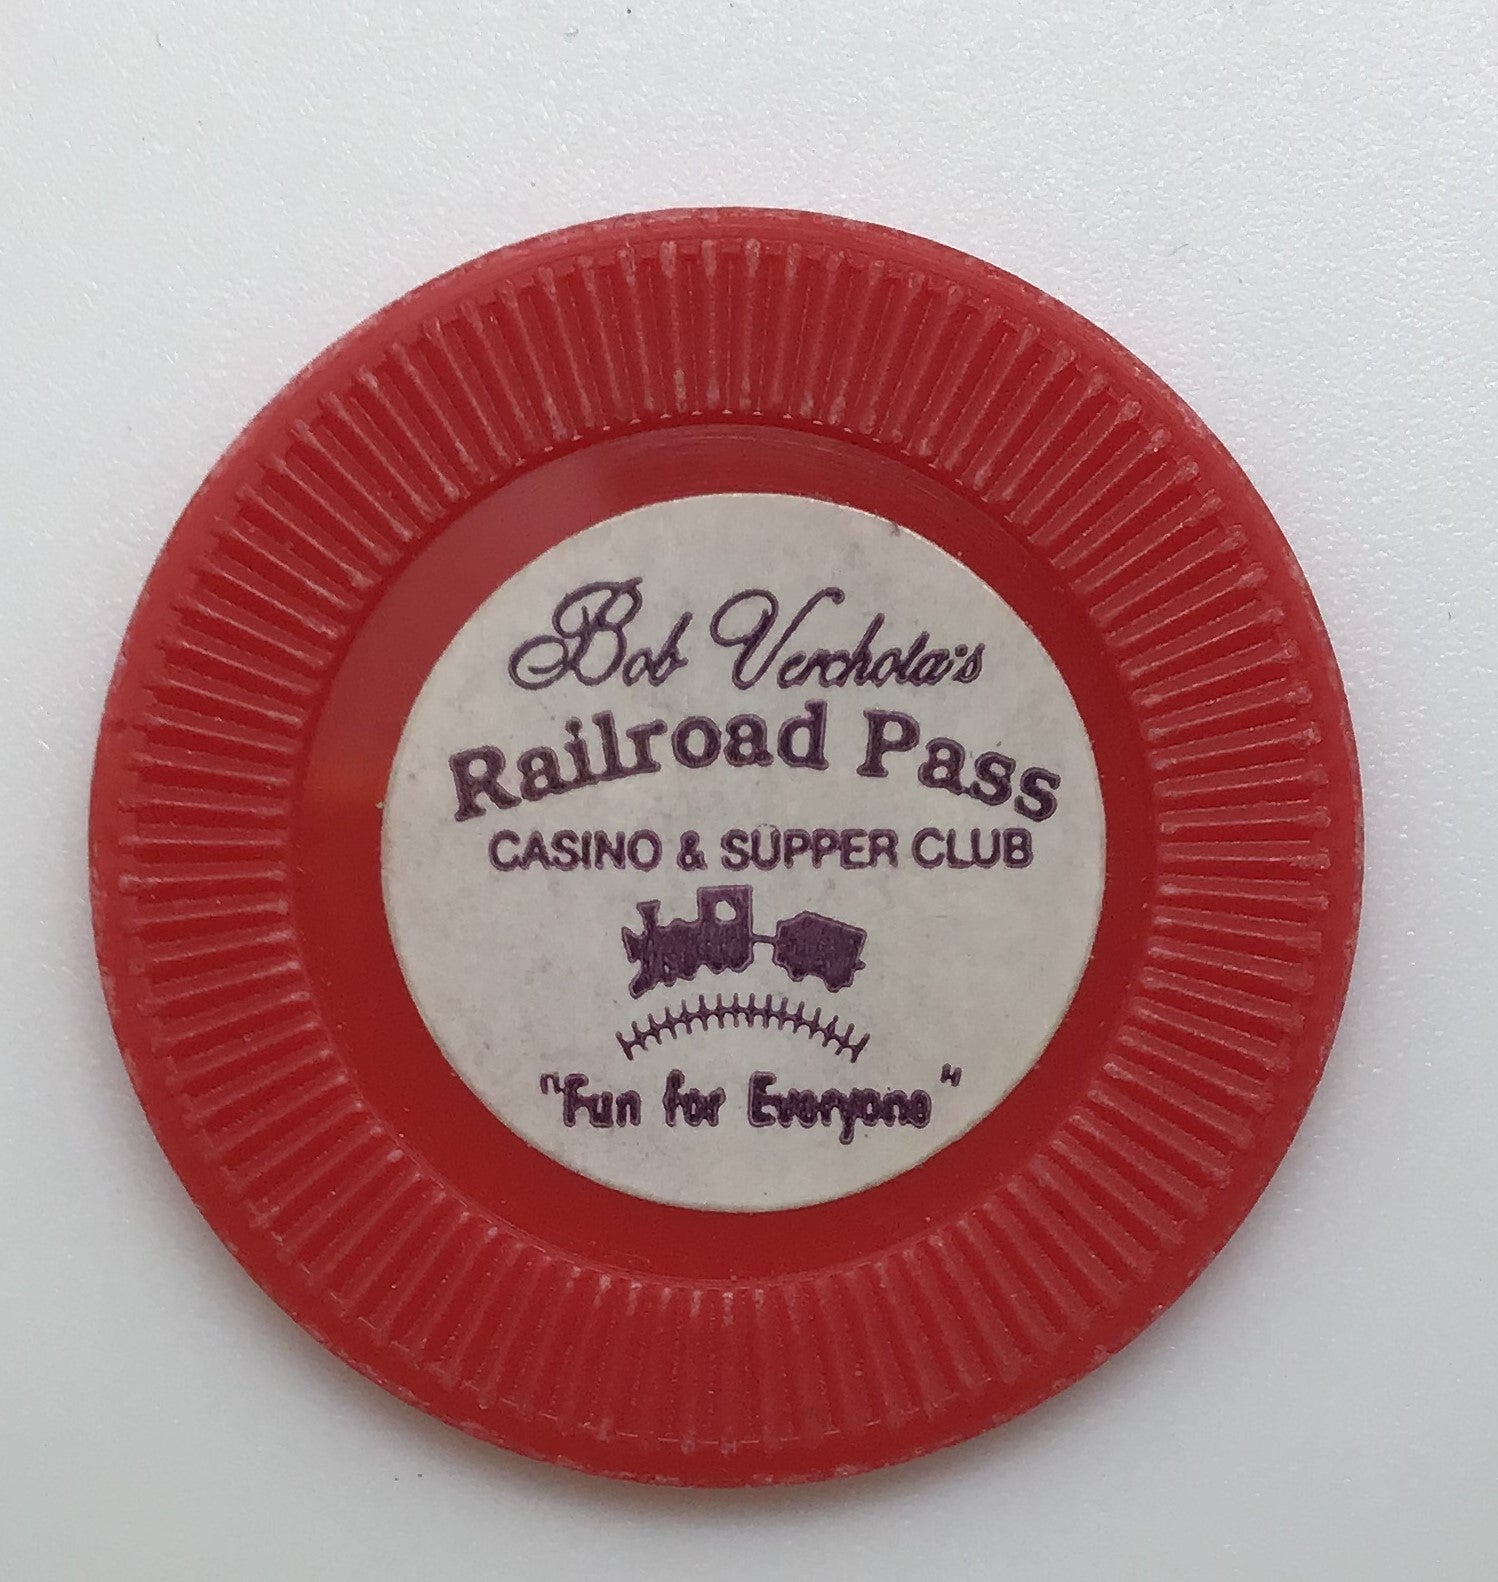 Bob Verchota's
Railroad Pass
CASINO & SUPPER CLUB
"Fun for Everyone"